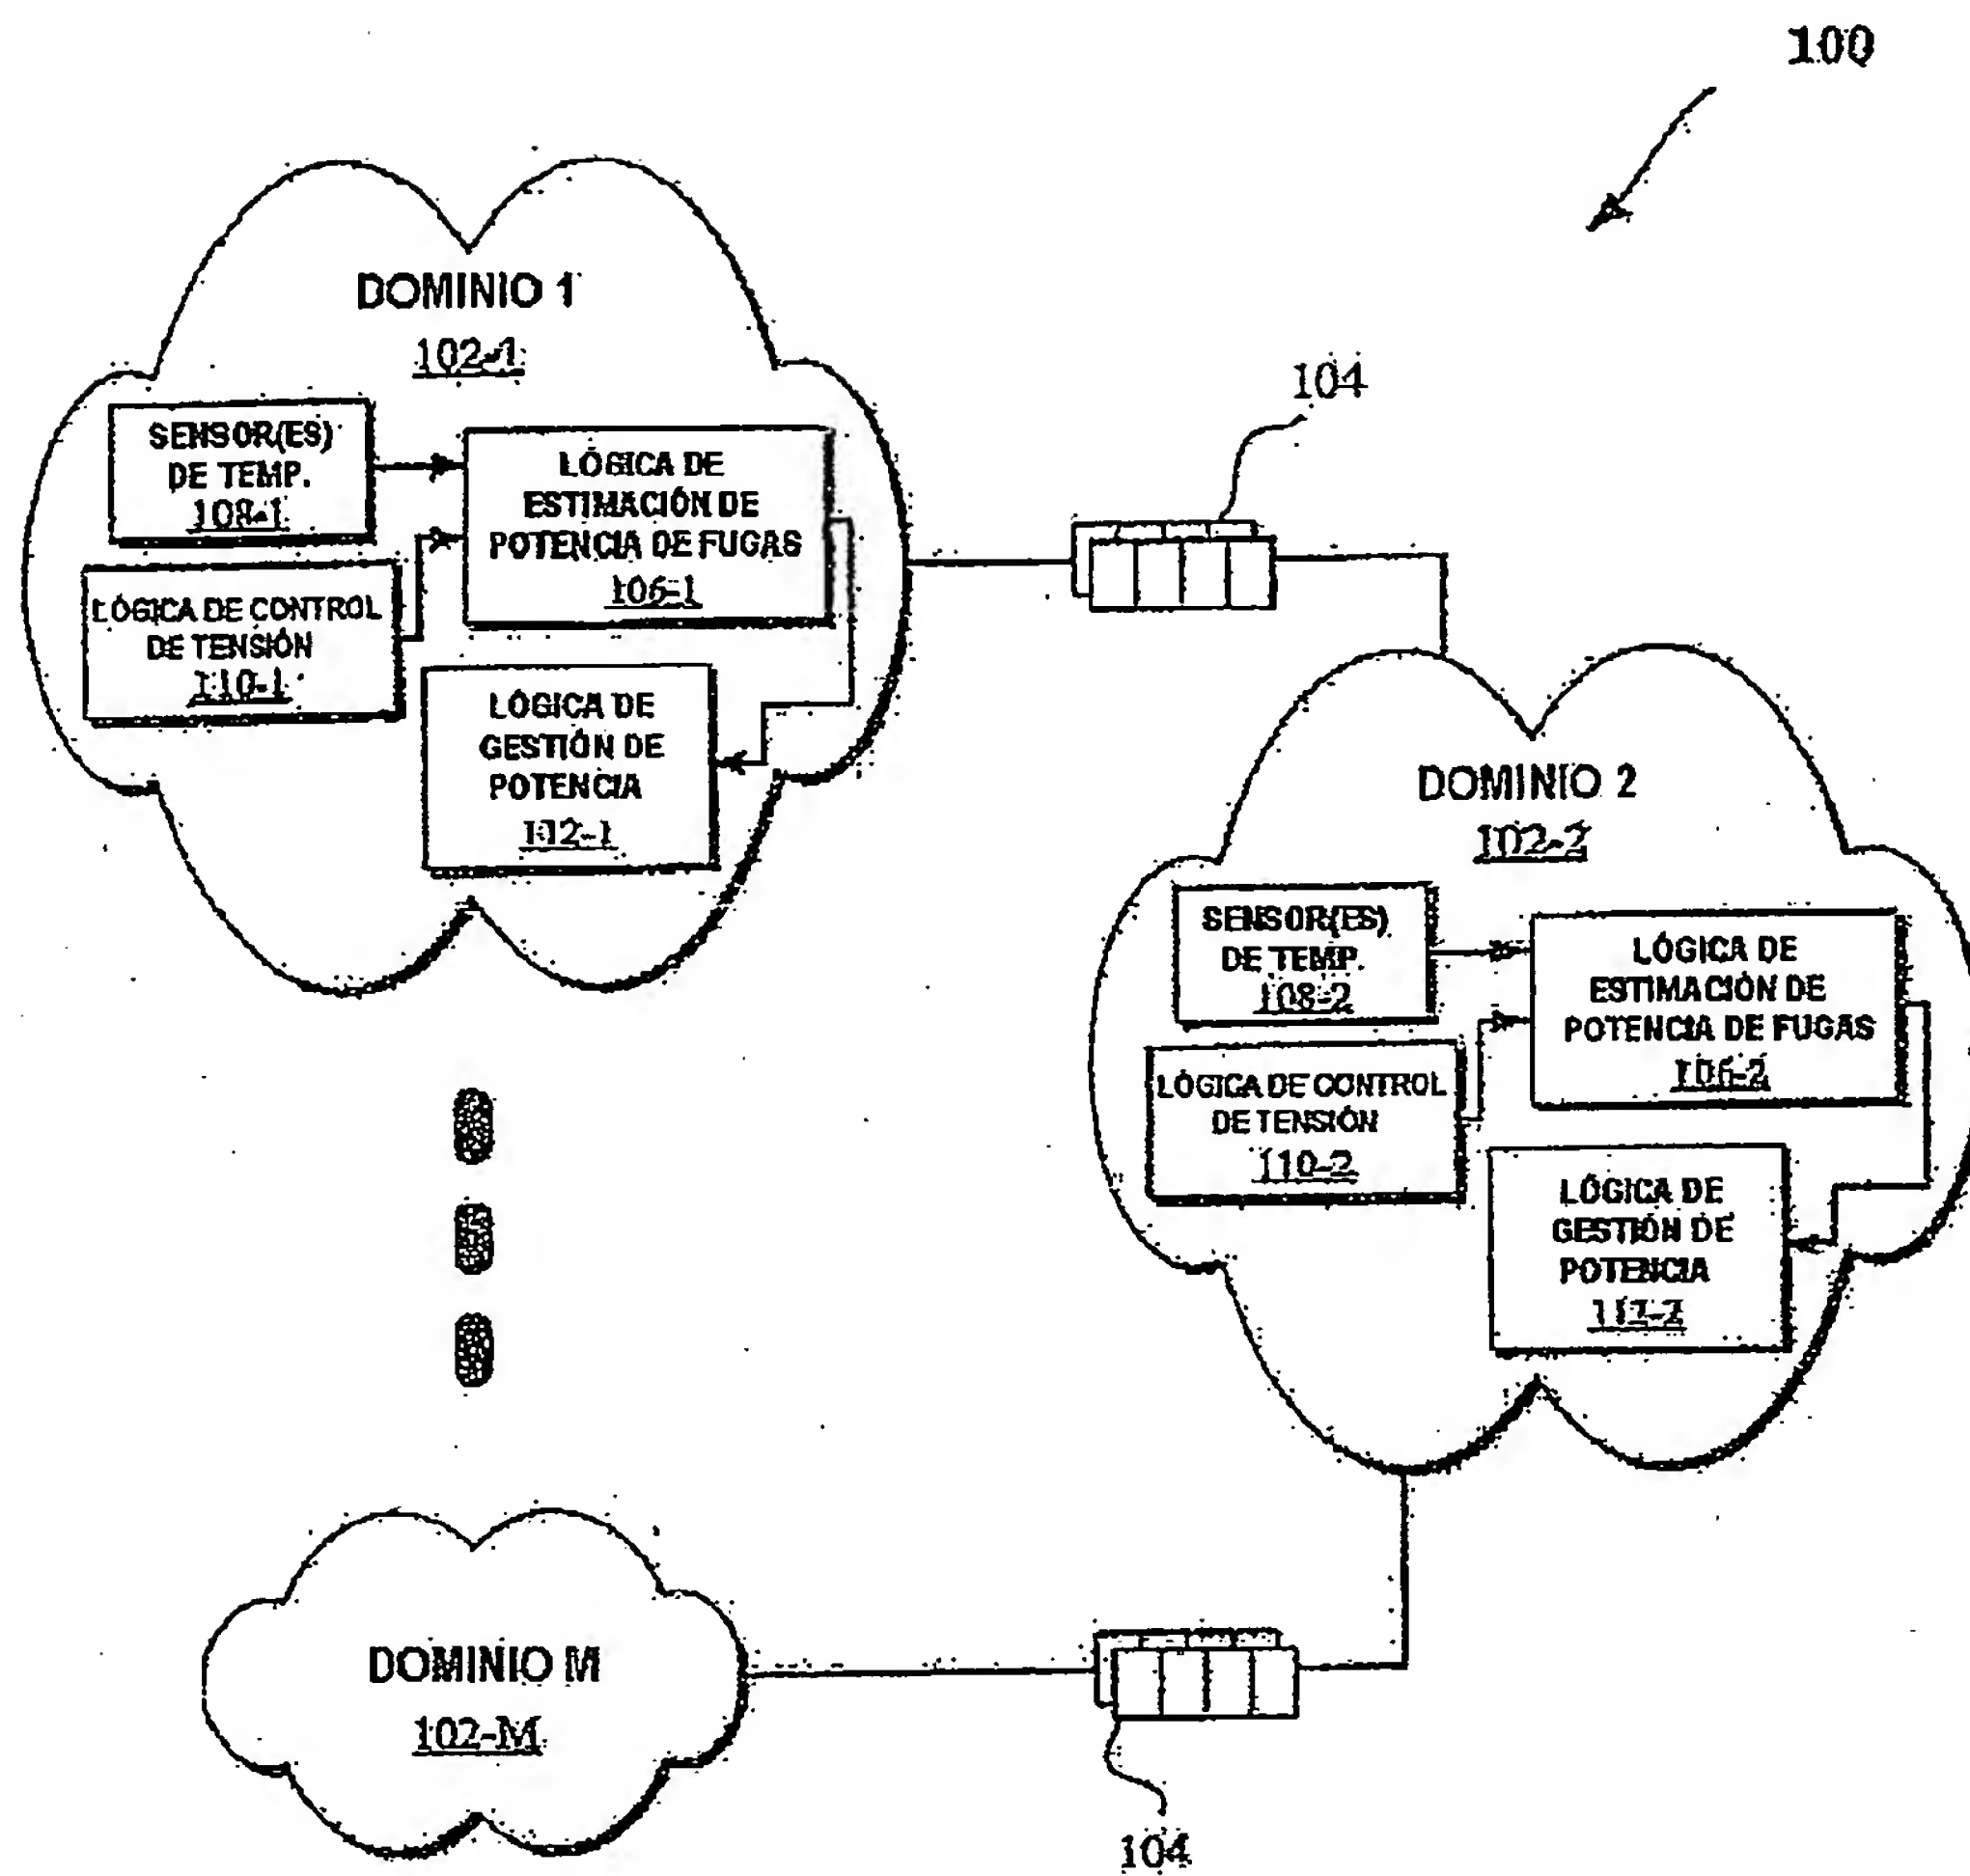 100
DOMINIO 1
102-1
SENSOR(ES)
DE TEMP.
108-1
LÓGICA DE
ESTIMACIÓN DE
POTENCIA DE FUGAS
106-1
LÓGICA DE CONTROL
DE TENSIÓN
110-1
LÓGICA DE
GESTIÓN DE
POTENCIA
112-1
104
DOMINIO 2
102-2
SENSOR(ES)
DE TEMP.
108-2
LÓGICA DE
ESTIMACIÓN DE
POTENCIA DE FUGAS
106-2
LÓGICA DE CONTROL
DE TENSIÓN
110-2
LÓGICA DE
GESTIÓN DE
POTENCIA
112-2
DOMINIO M
102-M
104